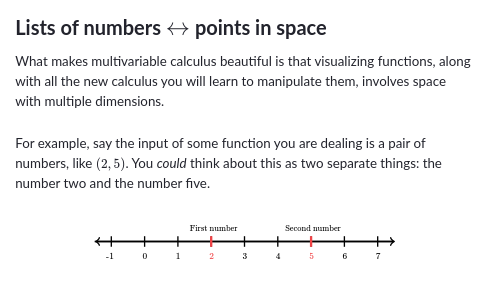 Lists of numbers ↔ points in space
What makes multivariable calculus beautiful is that visualizing functions, along
with all the new calculus you will learn to manipulate them, involves space
with multiple dimensions.
For example, say the input of some function you are dealing is a pair of
numbers, like (2, 5). You could think about this as two separate things: the
number two and the number five.
First number Second number
-1 0 1 2 3 4 5 6 7